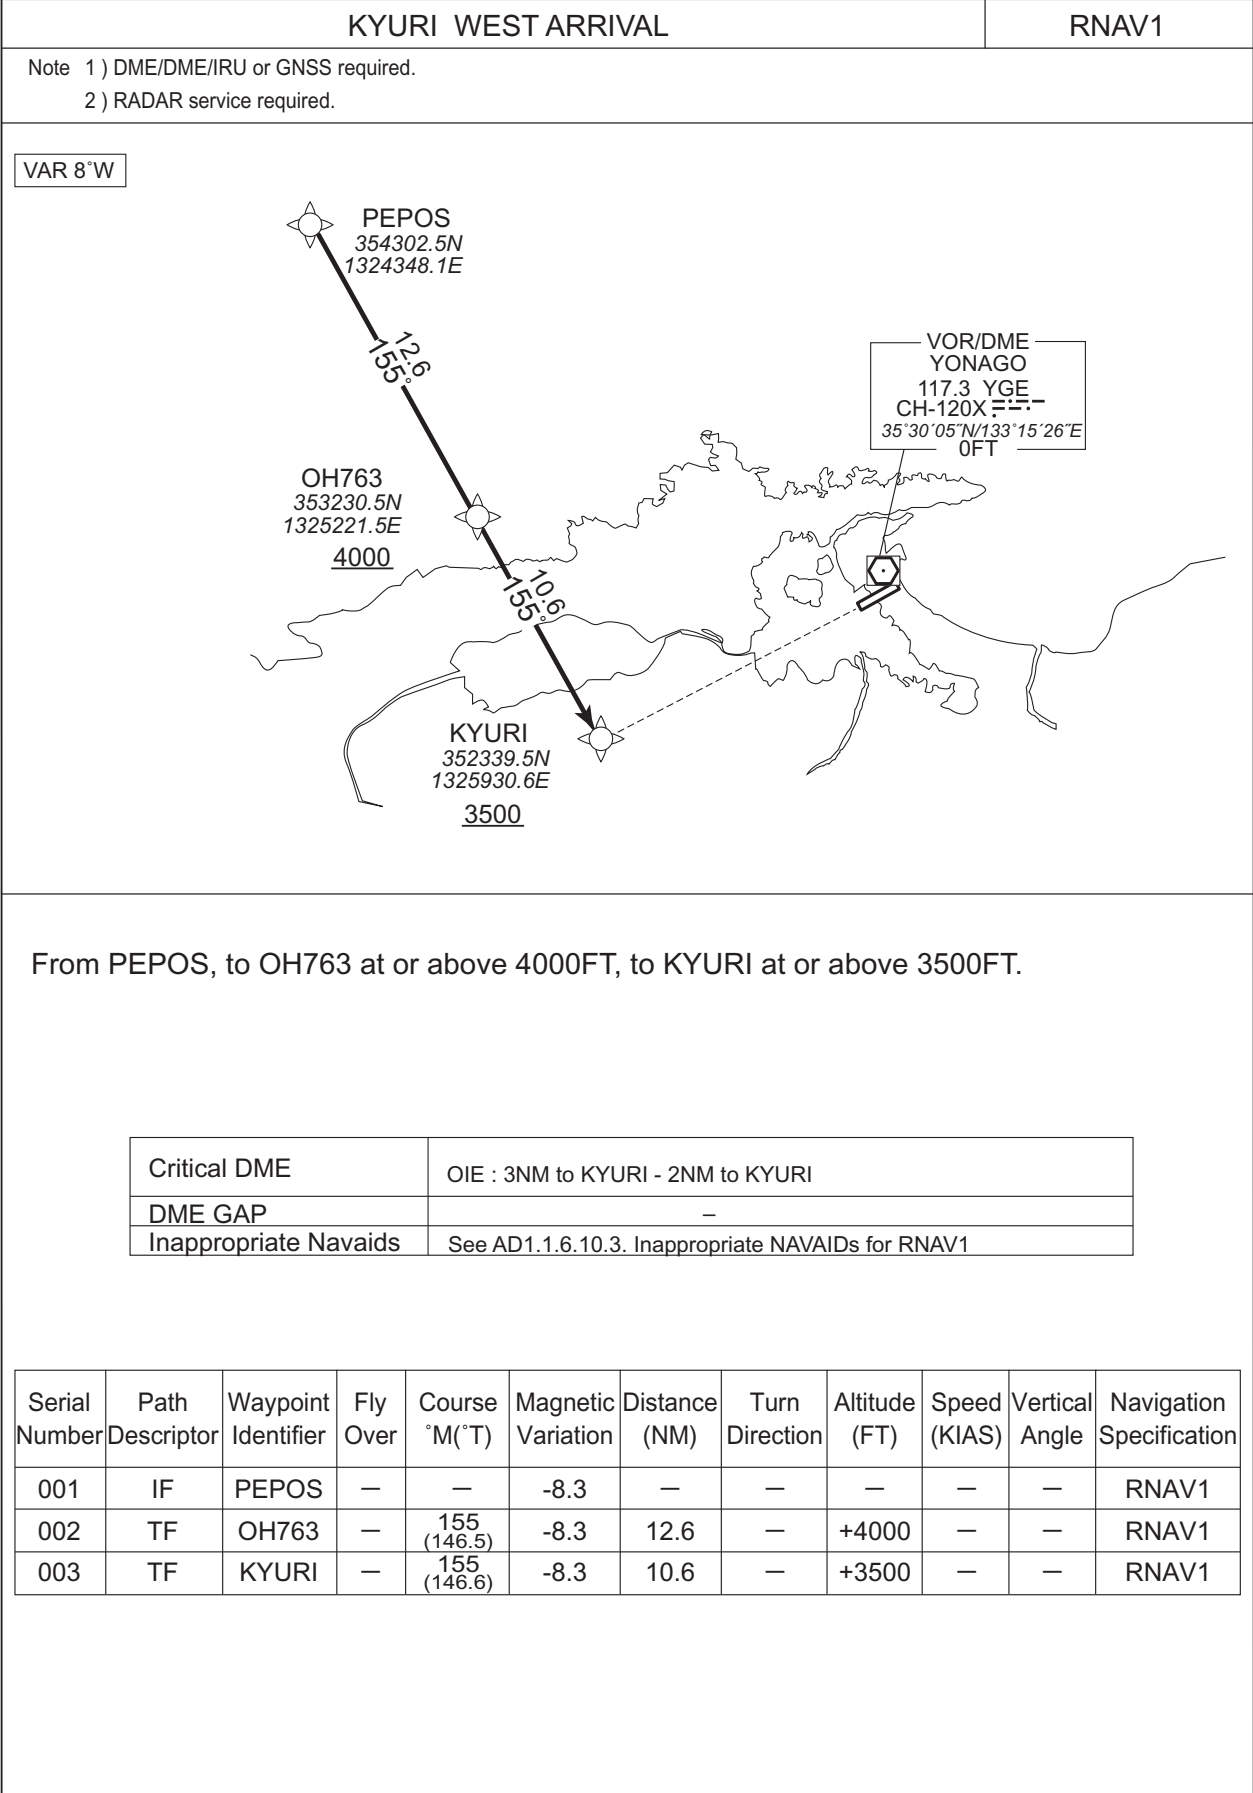 KYURI WEST ARRIVAL
RNAV1
Note 1 ) DME/DME/IRU or GNSS required.
2 ) RADAR service required.
VAR 8˚W
PEPOS
354302.5N
1324348.1E
12.6
155˚
VOR/DME
YONAGO
117.3 YGE
CH-120X
35˚30´05˝N/133˚15´26˝E
0FT
OH763
353230.5N
1325221.5E
4000
10.6
155˚
KYURI
352339.5N
1325930.6E
3500
From PEPOS, to OH763 at or above 4000FT, to KYURI at or above 3500FT.
Critical DME OIE : 3NM to KYURI - 2NM to KYURI
DME GAP –
Inappropriate Navaids See AD1.1.6.10.3. Inappropriate NAVAIDs for RNAV1
Serial Path Waypoint Fly Course Magnetic Distance Turn Altitude Speed Vertical Navigation
Number Descriptor Identifier Over ˚M(˚T) Variation (NM) Direction (FT) (KIAS) Angle Specification
001 IF PEPOS — — -8.3 — — — — — RNAV1
002 TF OH763 — 155 (146.5) -8.3 12.6 — +4000 — — RNAV1
003 TF KYURI — 155 (146.6) -8.3 10.6 — +3500 — — RNAV1